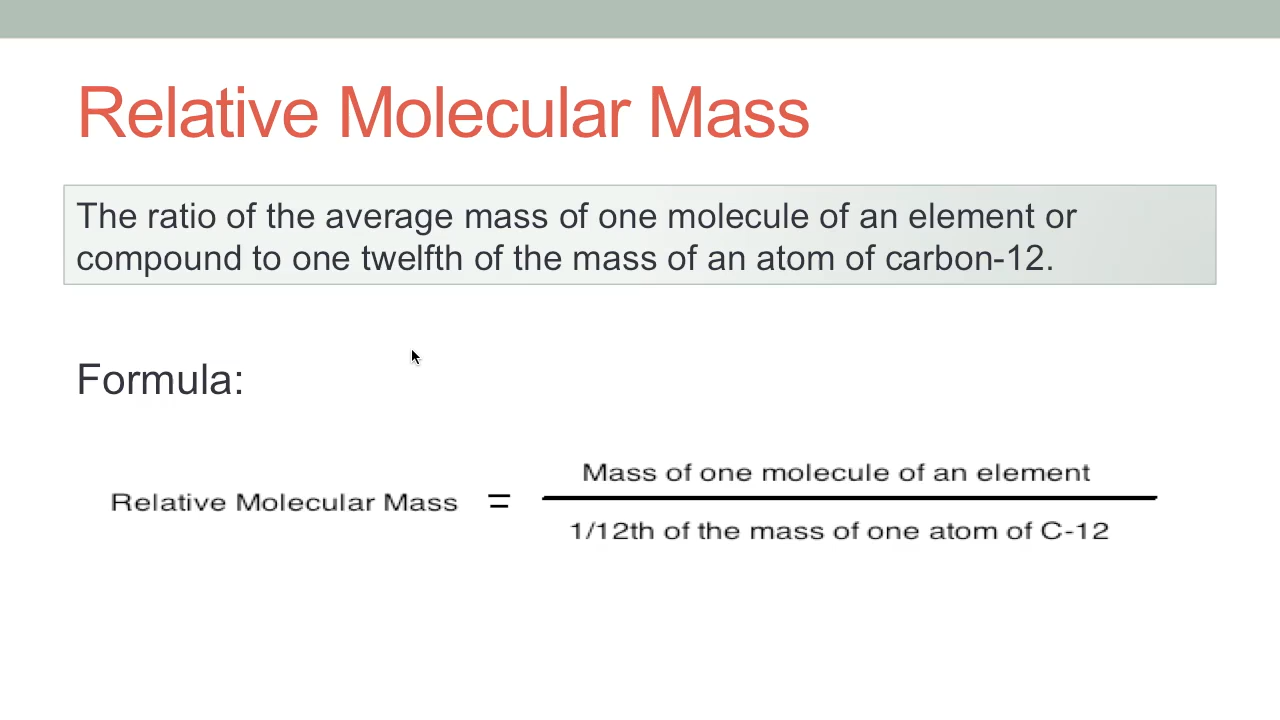 Relative Molecular Mass
The ratio of the average mass of one molecule of an element or
compound to one twelfth of the mass of an atom of carbon-12.
Formula:
Mass of one molecule of an element
Relative Molecular Mass =
1/12th of the mass of one atom of C-12